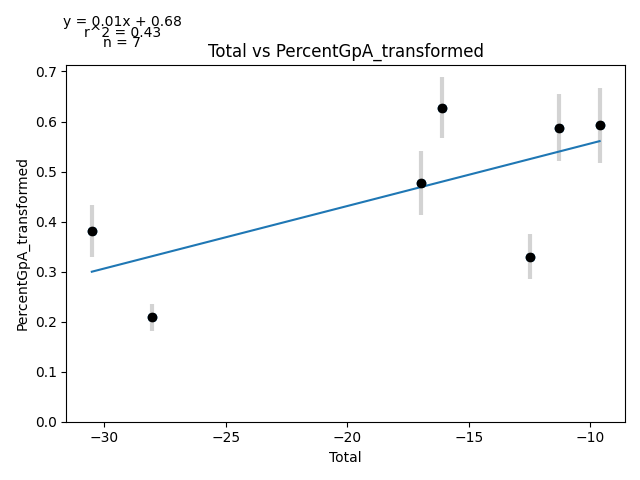 y = 0.01x + 0.68
r^2 = 0.43
n = 7
Total vs PercentGpA_transformed
PercentGpA_transformed
0.7
0.6
0.5
0.4
0.3
0.2
0.1
0.0
−30
−25
−20
−15
−10
Total